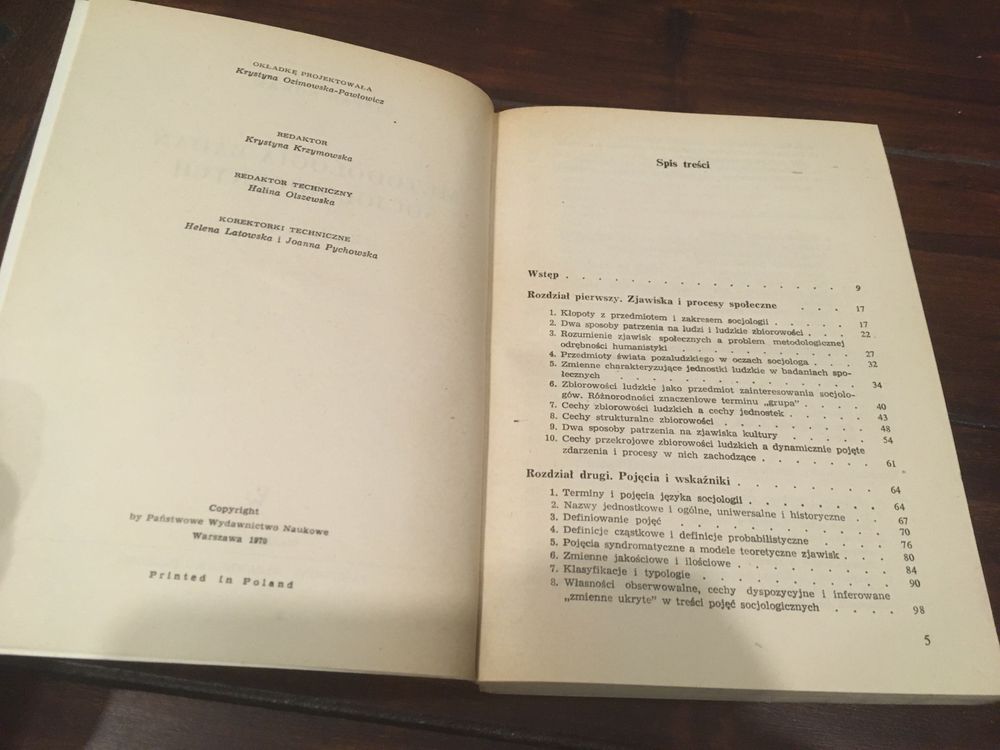 OKŁADKĘ PROJEKTOWAŁA
Krystyna Ozimowska-Pawłowicz
REDAKTOR
Krystyna Krzymowska
REDAKTOR TECHNICZNY
Halina Olszewska
KOREKTORKI TECHNICZNE
Helena Latowska i Joanna Pychowska
Copyright
by Państwowe Wydawnictwo Naukowe
Warszawa 1970
Printed in Poland
Spis treści
Wstęp . . . . . . . . . . . . . . . . . 9
Rozdział pierwszy. Zjawiska i procesy społeczne . . . 17
1. Kłopoty z przedmiotem i zakresem socjologii . . . . . 17
2. Dwa sposoby patrzenia na ludzi i ludzkie zbiorowości . . . . 22
3. Rozumienie zjawisk społecznych a problem metodologicznej
odrębności humanistyki . . . . . . . . . . . 27
4. Przedmioty świata pozaludzkiego w oczach socjologa . . . . 32
5. Zmienne charakteryzujące jednostki ludzkie w badaniach spo-
łecznych . . . . . . . . . . . . . . 34
6. Zbiorowości ludzkie jako przedmiot zainteresowania socjolo-
gów. Różnorodności znaczeniowe terminu „grupa” . . . . 40
7. Cechy zbiorowości ludzkich a cechy jednostek . . . . . 43
8. Cechy strukturalne zbiorowości . . . . . . . . 48
9. Dwa sposoby patrzenia na zjawiska kultury . . . . . 54
10. Cechy przekrojowe zbiorowości ludzkich a dynamicznie pojęte
zdarzenia i procesy w nich zachodzące . . . . . . 61
Rozdział drugi. Pojęcia i wskaźniki . . . . . . . 64
1. Terminy i pojęcia języka socjologii . . . . . . . 64
2. Nazwy jednostkowe i ogólne, uniwersalne i historyczne . . 67
3. Definiowanie pojęć . . . . . . . . . . 70
4. Definicje cząstkowe i definicje probabilistyczne . . . . 76
5. Pojęcia syndromatyczne a modele teoretyczne zjawisk . . . 80
6. Zmienne jakościowe i ilościowe . . . . . . . . 84
7. Klasyfikacje i typologie . . . . . . . . . 90
8. Własności obserwowalne, cechy dyspozycyjne i inferowane
„zmienne ukryte” w treści pojęć socjologicznych . . . . 98
5